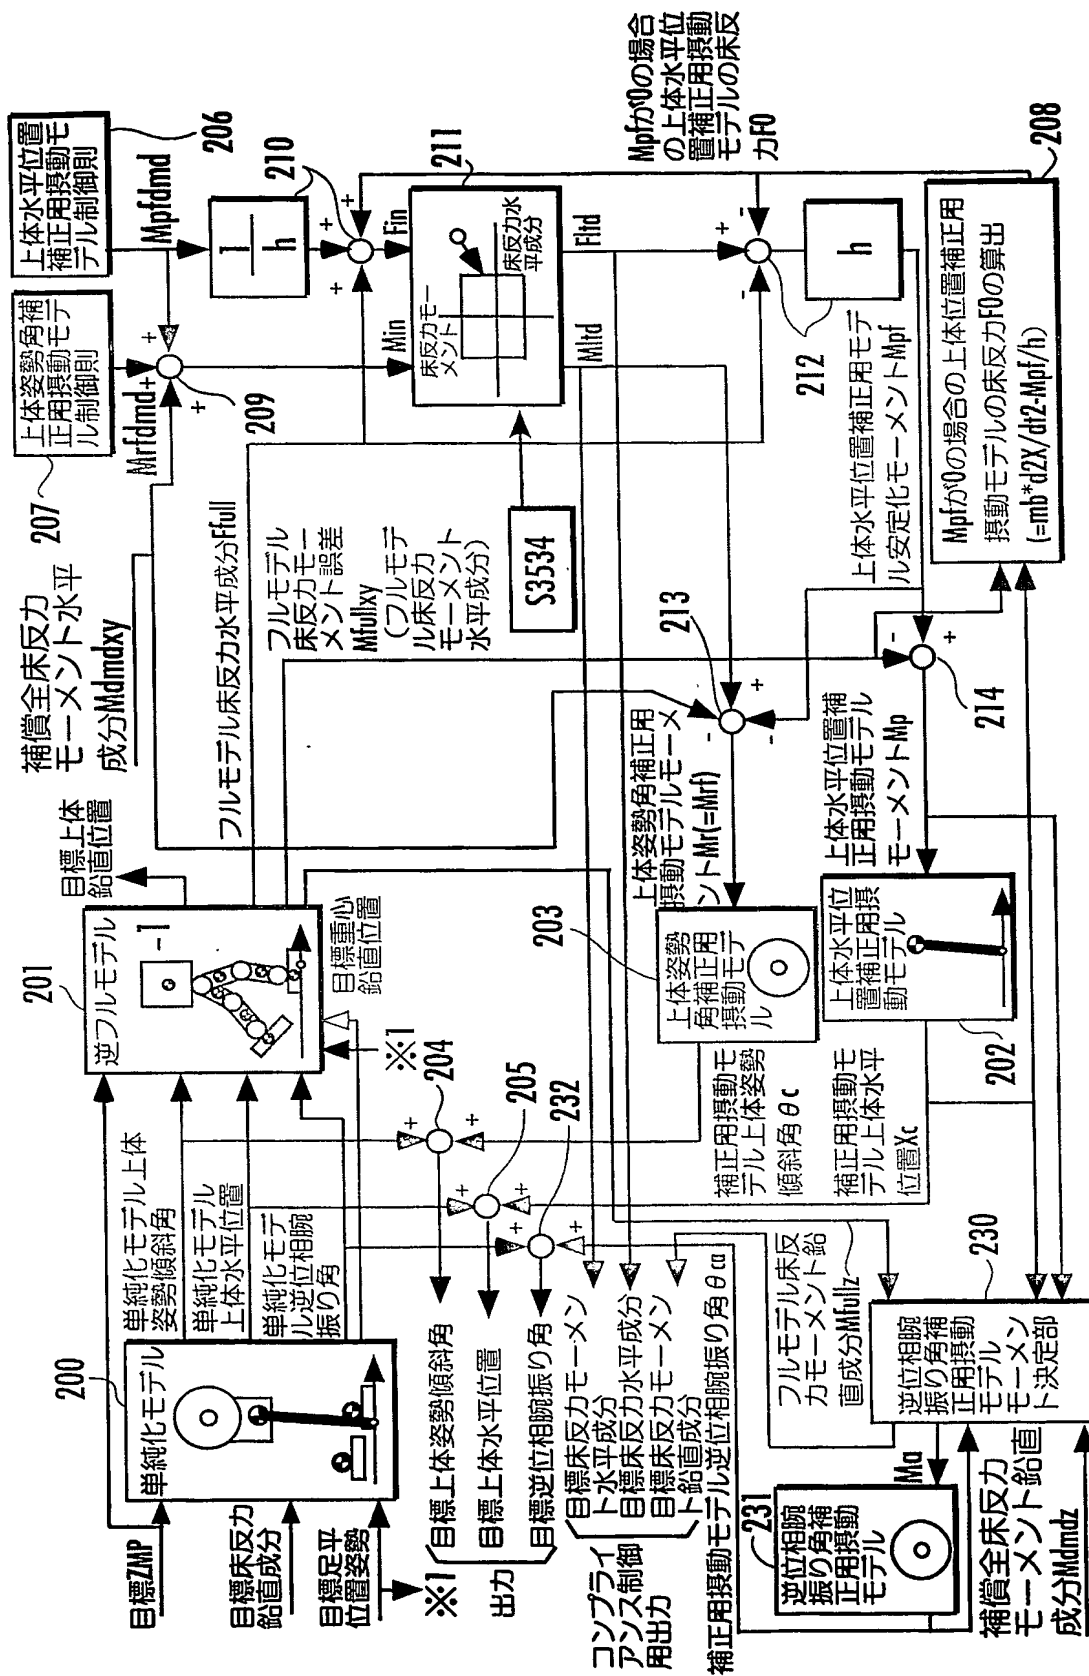 目標ZMP
目標床反力
鉛直成分
目標足平
位置姿勢
※1
200
単純化モデル
単純化モデル上体
姿勢傾斜角
単純化モデル
上体水平位置
単純化モデ
ル逆位相腕
振り角
201
逆フルモデル
-1
目標上体
鉛直位置
目標重心
鉛直位置
※1
204
+
+
205
+
+
232
+
+
目標上体姿勢傾斜角
目標上体水平位置
目標逆位相腕振り角
出力
目標床反力モーメン
ト水平成分
目標床反力水平成分
目標床反力モーメン
ト鉛直成分
コンプライ
アンス制御
用出力
補正用摂動モデル逆位相腕振り角θca
補償全床反力
モーメント水平
成分Mdmdxy
フルモデル床反力水平成分Ffull
フルモデル
床反力モー
メント誤差
Mfullxy
(フルモデ
ル床反力
モーメント
水平成分)
207
上体姿勢角補
正用摂動モデ
ル制御則
Mrfdmd
+
+
+
209
206
上体水平位置
補正用摂動モ
デル制御則
Mpfdmd
1
h
210
+
+
+
Min
Fin
211
床反力モー
メント
床反力水
平成分
S3534
Mltd
Fltd
Mpfが0の場合
の上体水平位
置補正用摂動
モデルの床反
力F0
+
-
-
h
212
上体水平位置補正用モデ
ル安定化モーメントMpf
208
Mpfが0の場合の上体位置補正用
摂動モデルの床反力F0の算出
(=mb*d2X/dt2-Mpf/h)
213
-
+
-
214
-
+
上体姿勢角補正用
摂動モデルモーメ
ントMr(=Mrf)
上体水平位置補
正用摂動モデル
モーメントMp
203
上体姿勢
角補正用
摂動モデ
ル
上体水平位
置補正用摂
動モデル
202
補正用摂動モ
デル上体姿勢
傾斜角θc
補正用摂動モ
デル上体水平
位置Xc
フルモデル床反
力モーメント鉛
直成分Mfullz
230
逆位相腕
振り角補
正用摂動
モデル
モーメン
ト決定部
Ma
231
逆位相腕
振り角補
正用摂動
モデル
補償全床反力
モーメント鉛直
成分Mdmdz